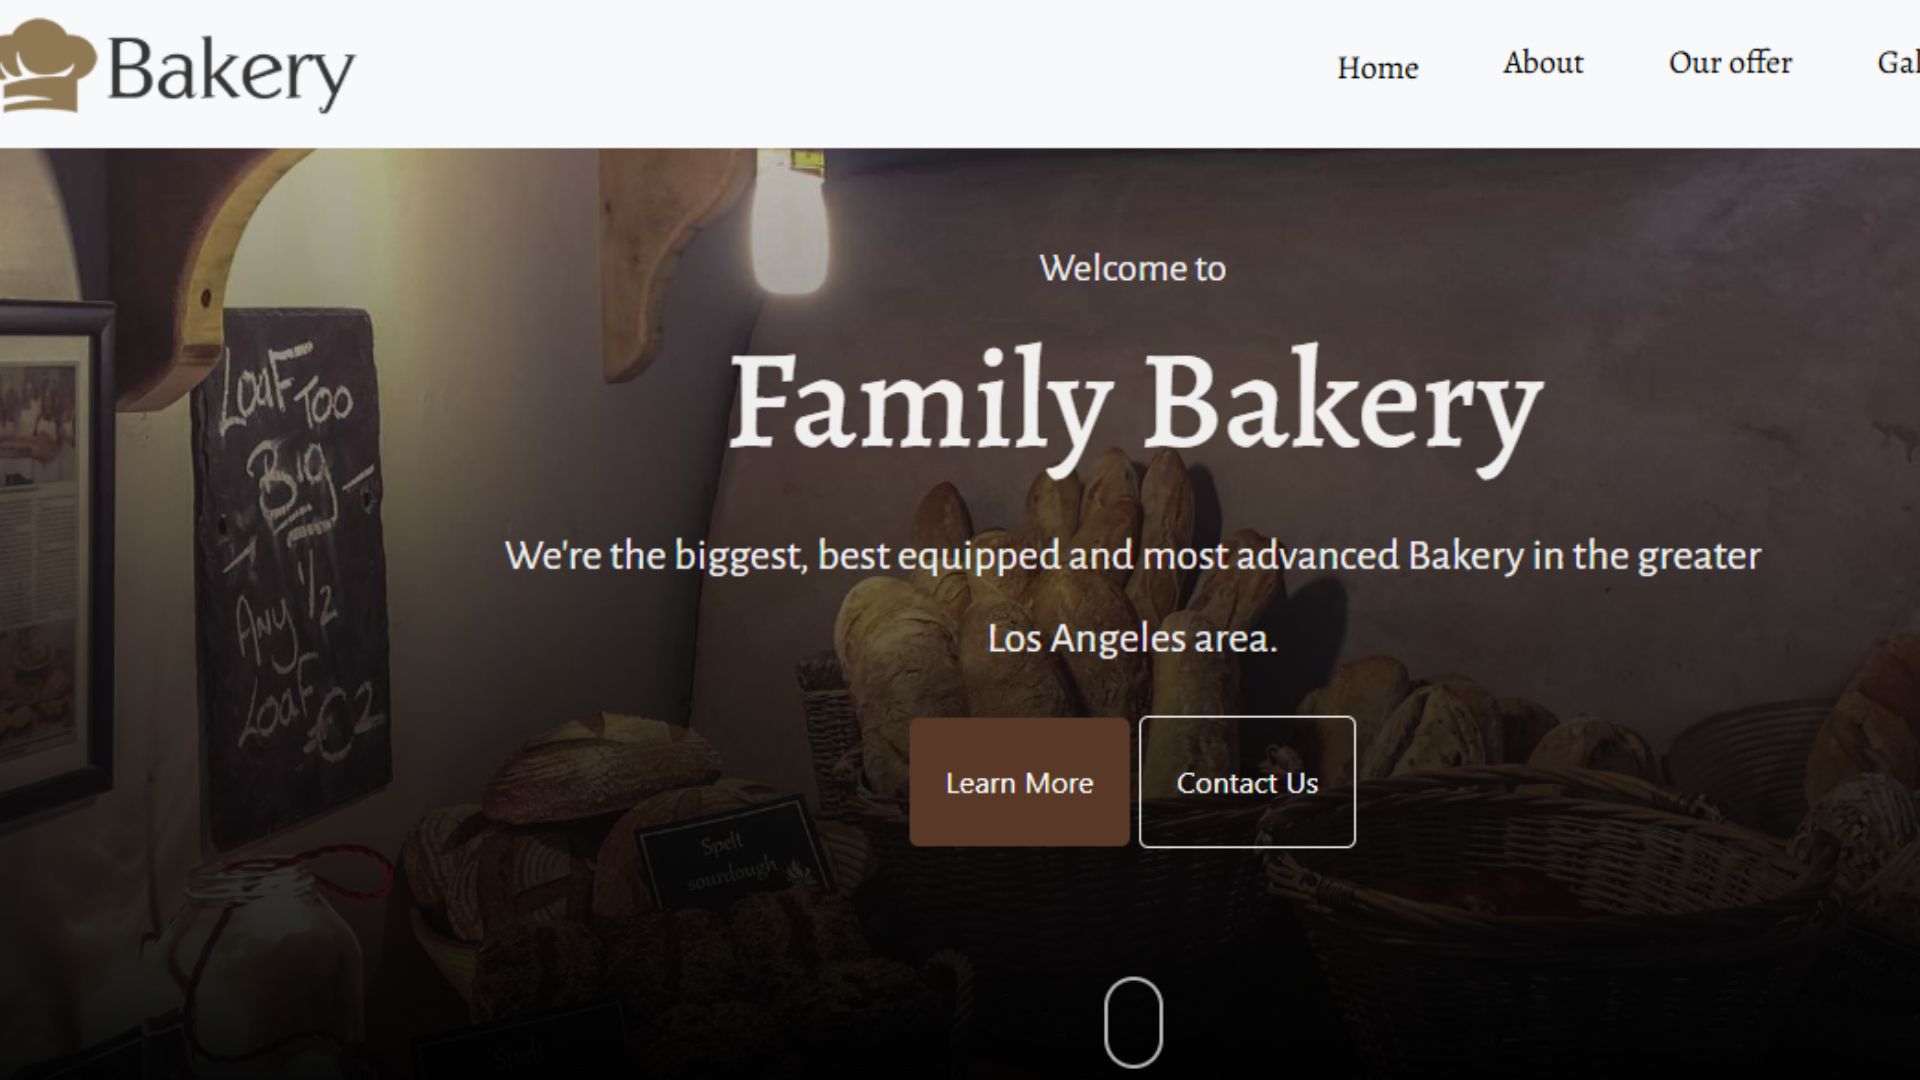 Bakery
Home About Our offer Gal
Welcome to
Family Bakery
We're the biggest, best equipped and most advanced Bakery in the greater
Los Angeles area.
Learn More Contact Us
Loaf Too
Big
1/2
Any
Loaf €2
Spelt
sourdough
Spelt